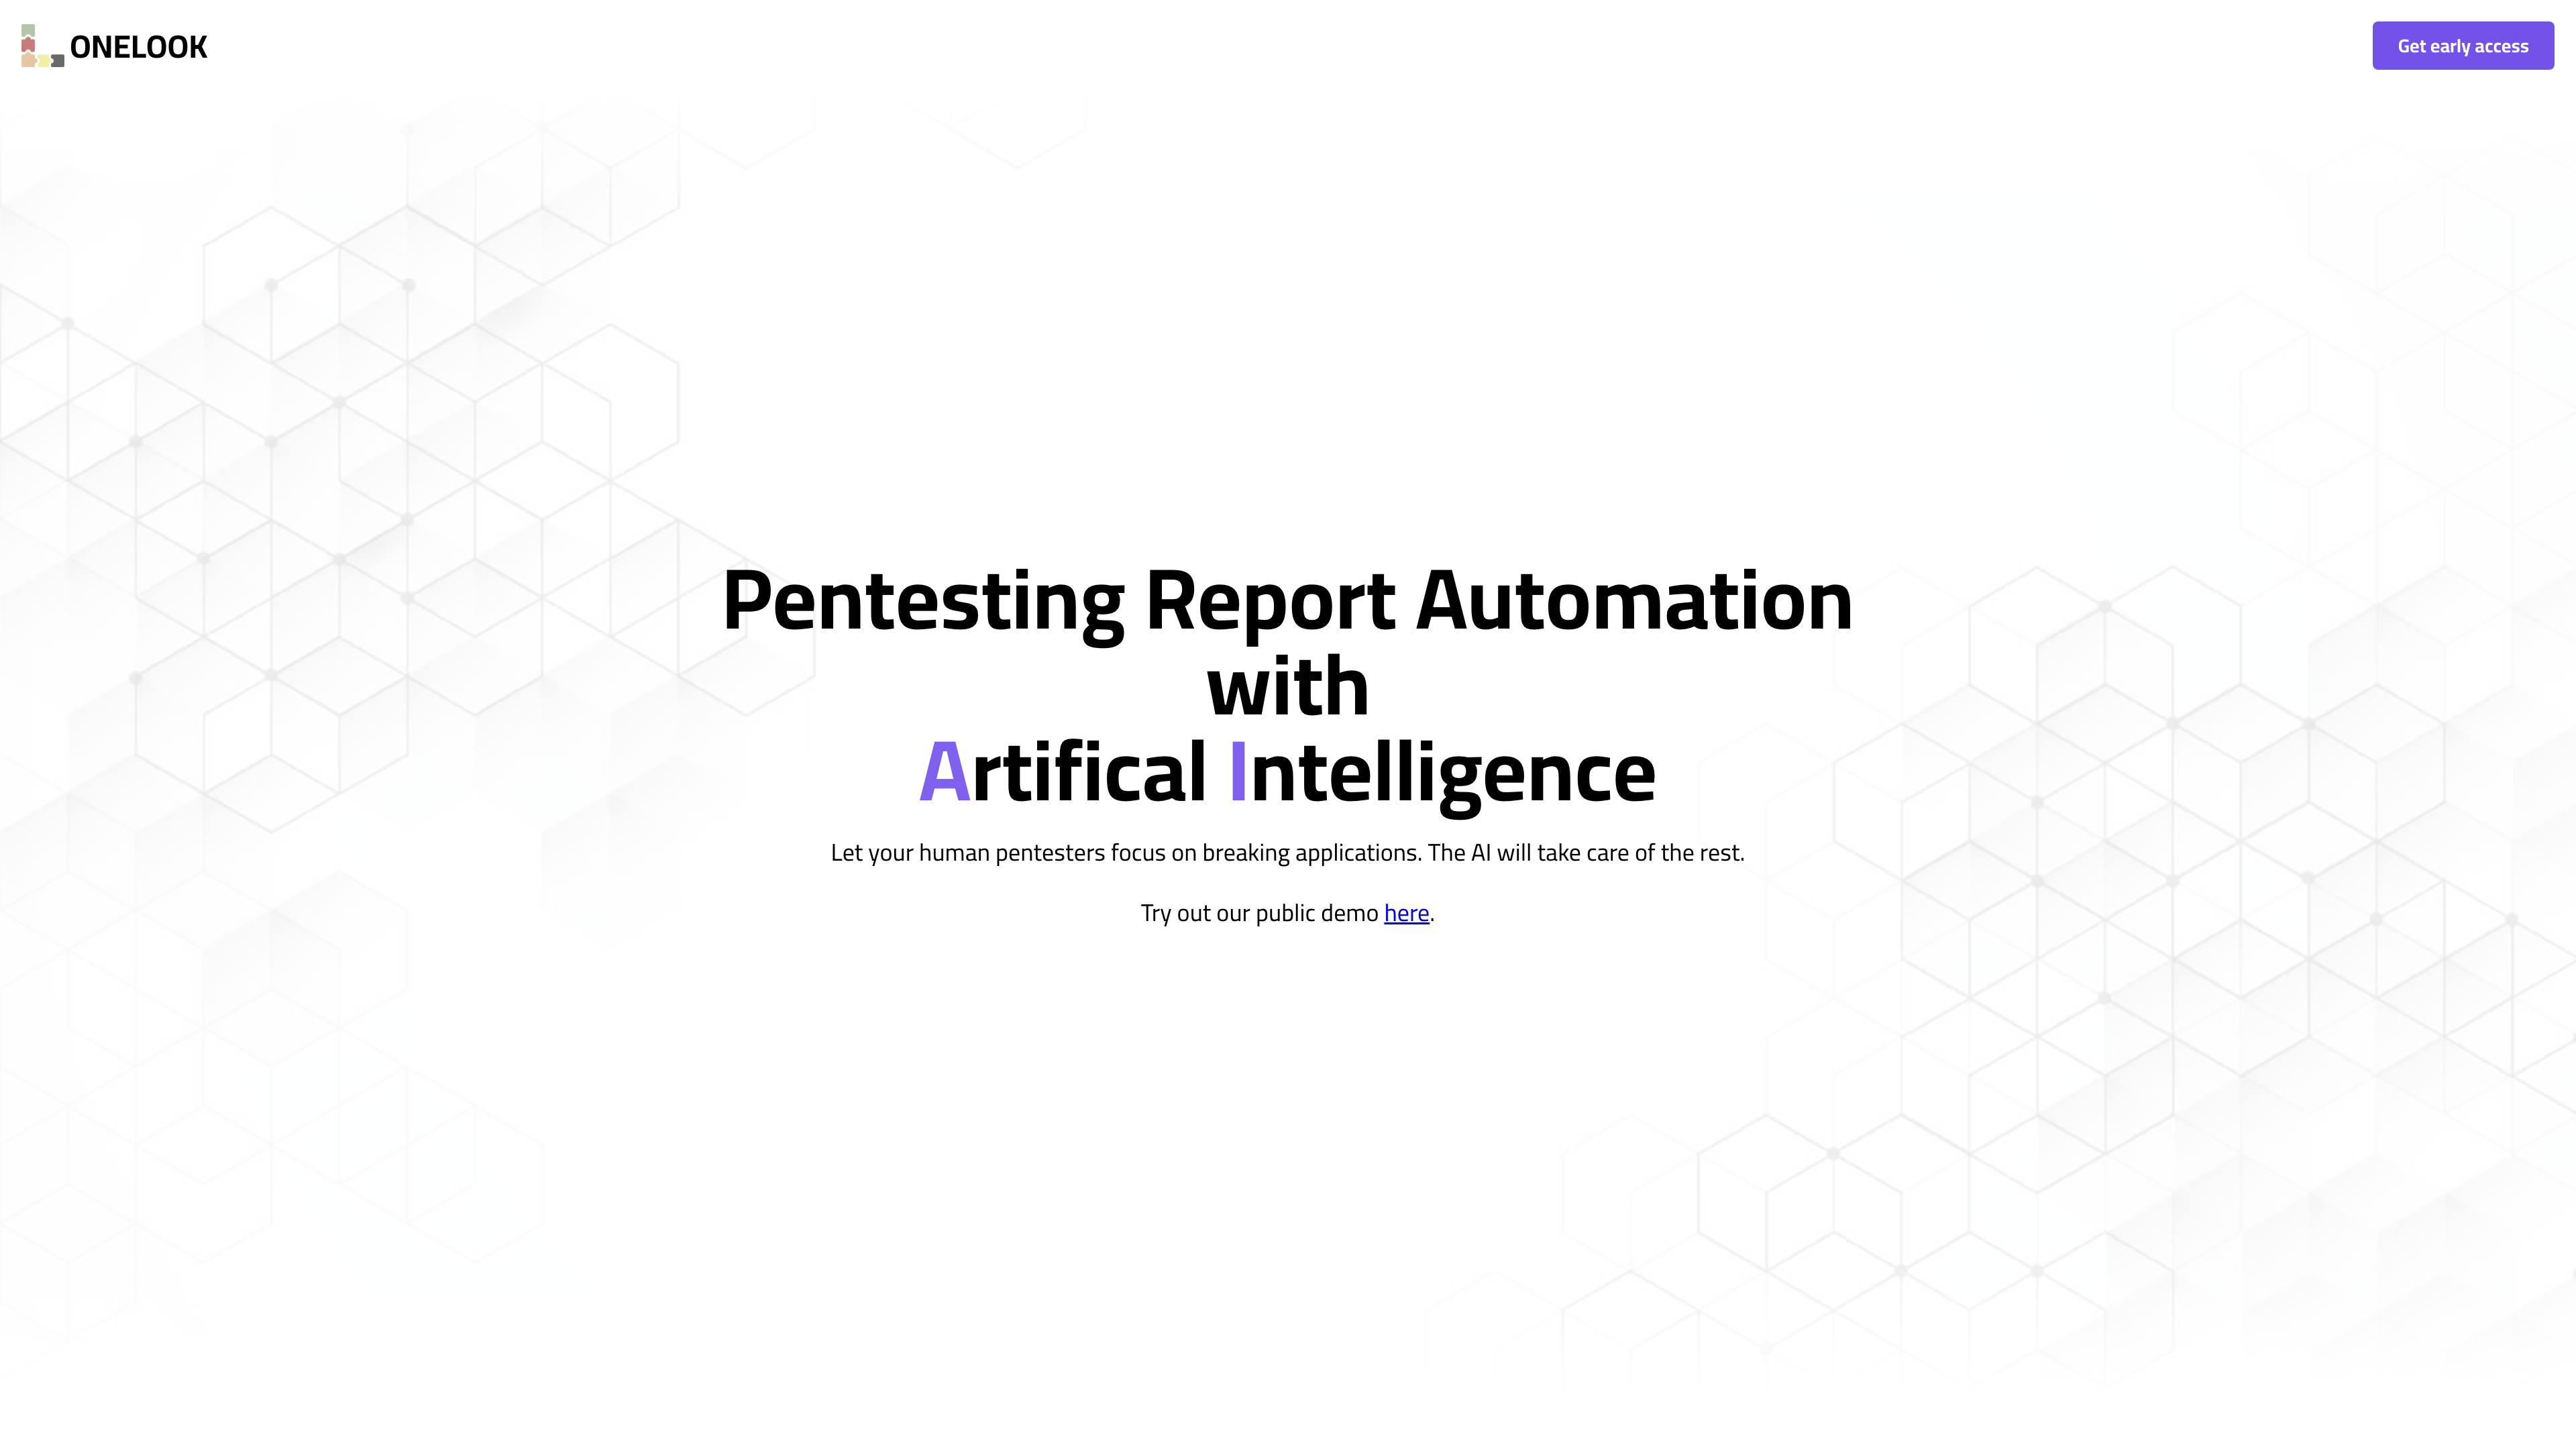 ONELOOK
Get early access
Pentesting Report Automation
with
Artifical Intelligence
Let your human pentesters focus on breaking applications. The AI will take care of the rest.
Try out our public demo here.